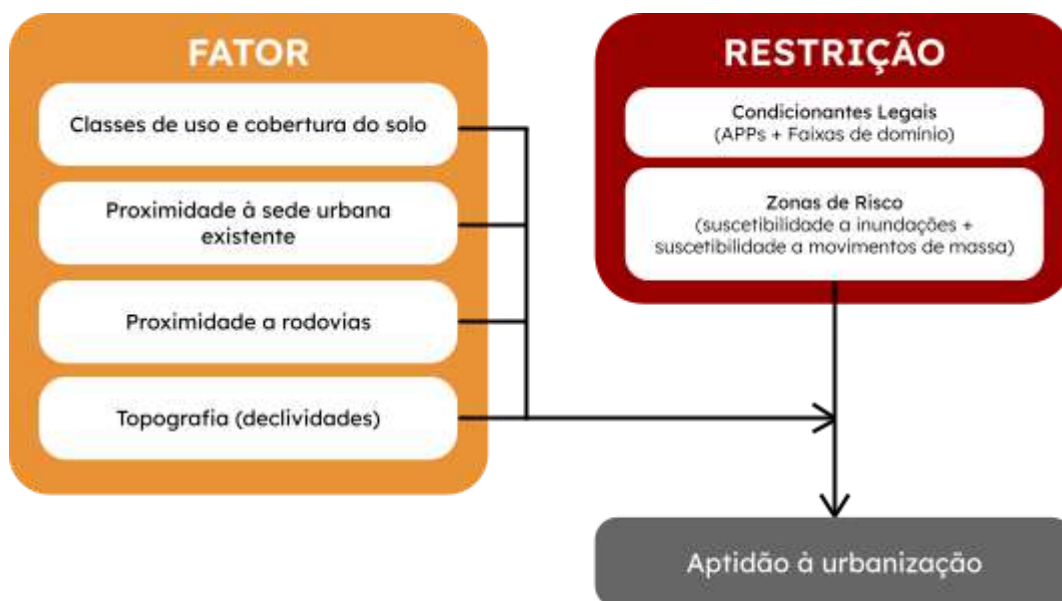 FATOR
Classes de uso e cobertura do solo
Proximidade à sede urbana
existente
Proximidade a rodovias
Topografia (declividades)
RESTRIÇÃO
Condicionantes Legais
(APPs + Faixas de domínio)
Zonas de Risco
(suscetibilidade a inundações +
suscetibilidade a movimentos de massa)
Aptidão à urbanização